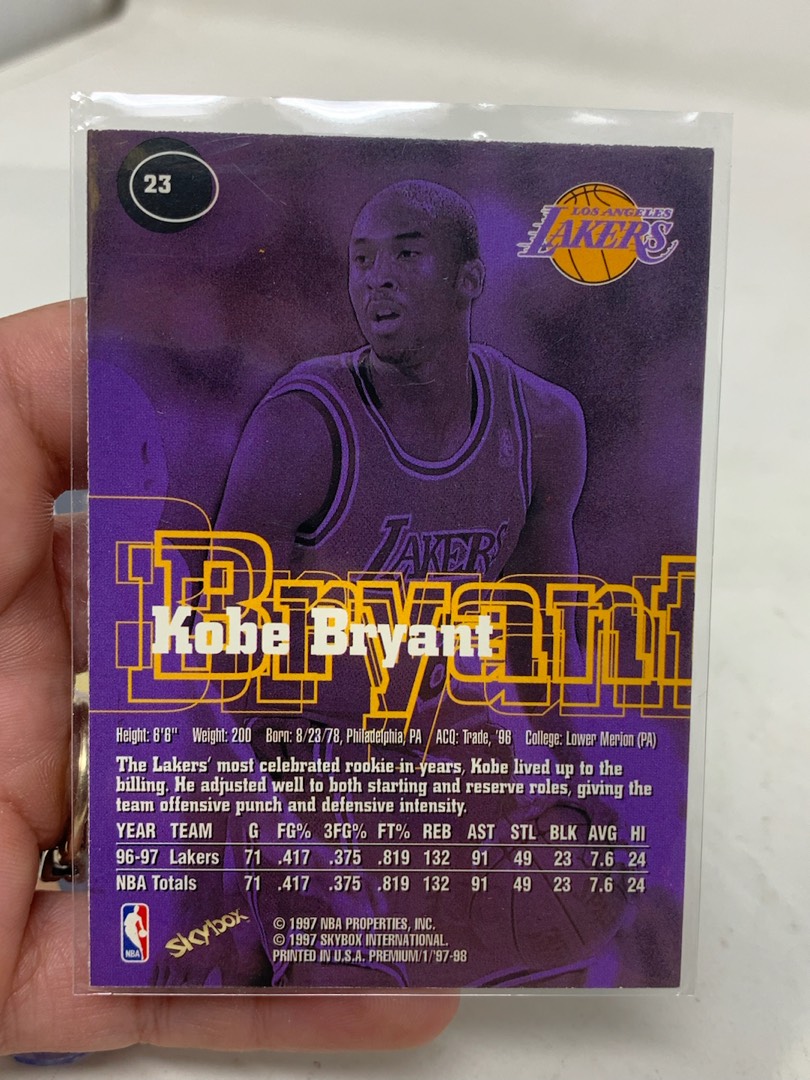 23
LOS ANGELES
LAKERS
LAKERS
Bryant
Kobe Bryant
Height: 6'6" Weight: 200 Born: 8/23/78, Philadelphia, PA ACQ: Trade, '96 College: Lower Merion (PA)
The Lakers' most celebrated rookie in years, Kobe lived up to the
billing. He adjusted well to both starting and reserve roles, giving the
team offensive punch and defensive intensity.
YEAR TEAM G FG% 3FG% FT% REB AST STL BLK AVG HI
96-97 Lakers 71 .417 .375 .819 132 91 49 23 7.6 24
NBA Totals 71 .417 .375 .819 132 91 49 23 7.6 24
NBA
skybox
© 1997 NBA PROPERTIES, INC.
© 1997 SKYBOX INTERNATIONAL.
PRINTED IN U.S.A. PREMIUM/1/'97-98